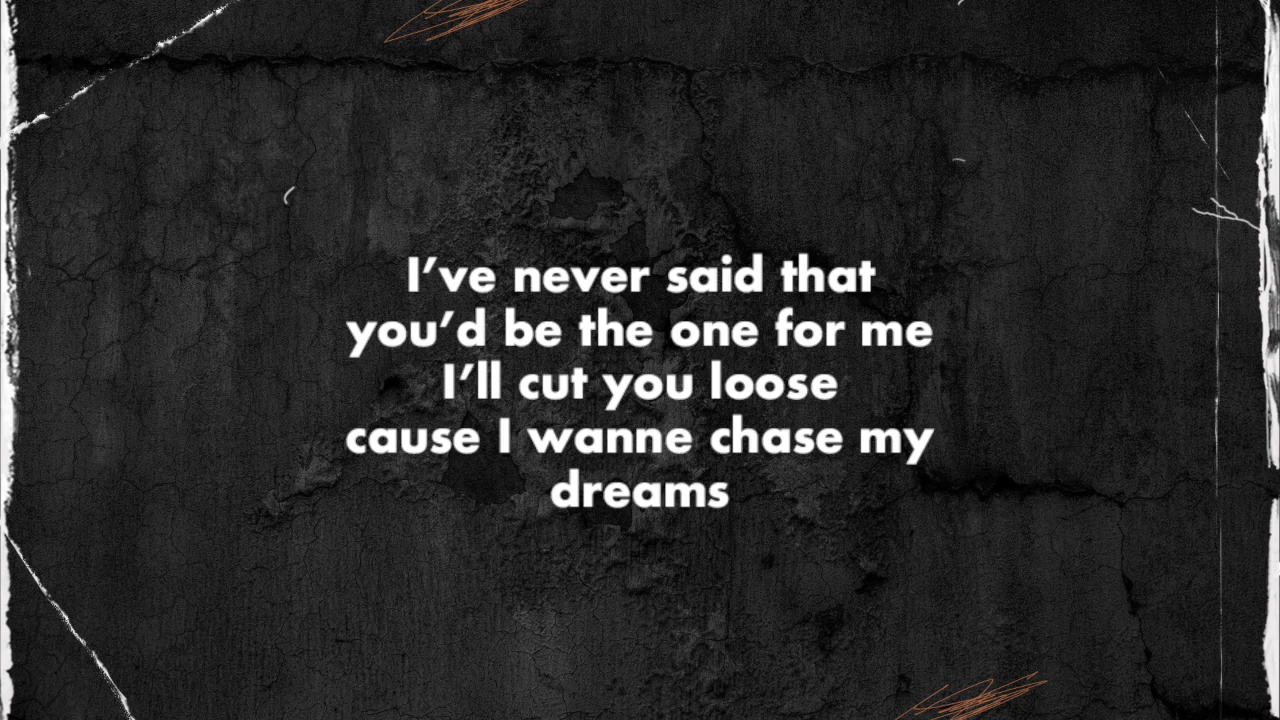 I’ve never said that
you’d be the one for me
I’ll cut you loose
cause I wanne chase my
dreams